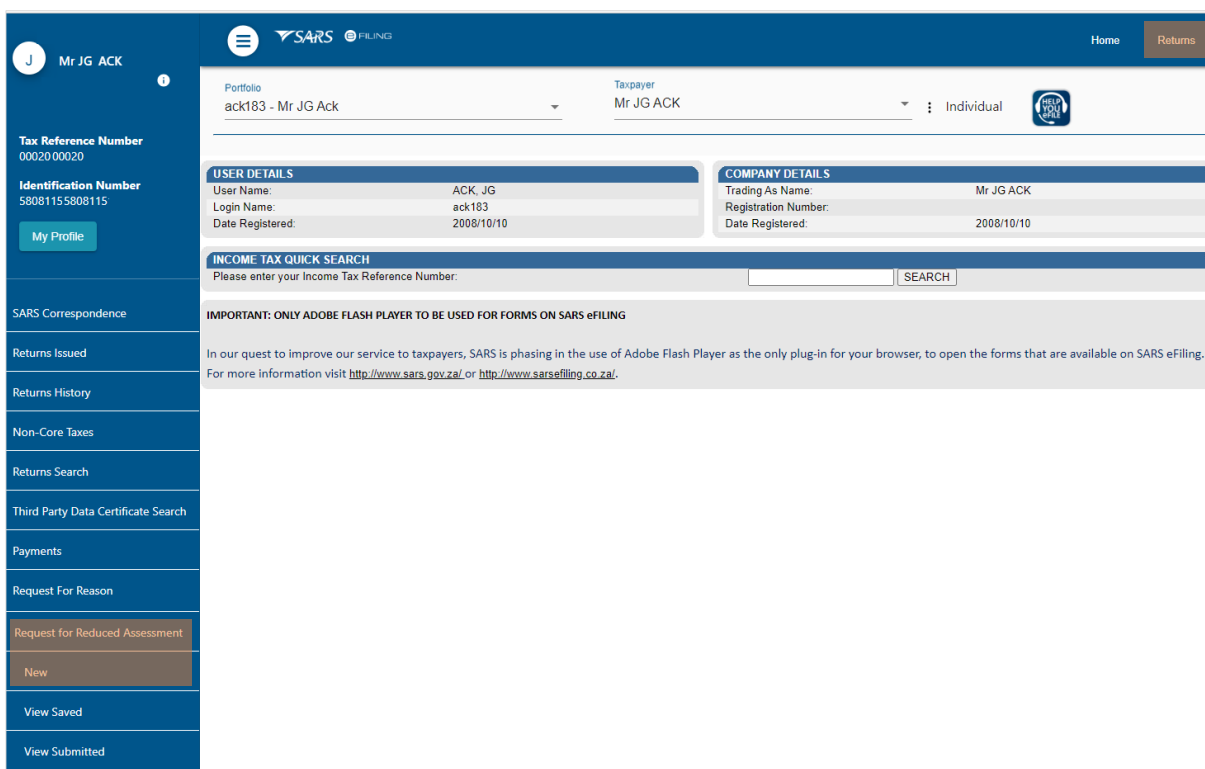 J Mr JG ACK
Tax Reference Number
000200020
Identification Number
58081155808115
My Profile
SARS Correspondence
Returns Issued
Returns History
Non-Core Taxes
Returns Search
Third Party Data Certificate Search
Payments
Request For Reason
Request for Reduced Assessment
New
View Saved
View Submitted
SARS eFILING Home Returns
Portfolio Taxpayer
ack183 - Mr JG Ack Mr JG ACK Individual HELP YOU eFILE
USER DETAILS
User Name: ACK, JG
Login Name: ack183
Date Registered: 2008/10/10
COMPANY DETAILS
Trading As Name: Mr JG ACK
Registration Number:
Date Registered: 2008/10/10
INCOME TAX QUICK SEARCH
Please enter your Income Tax Reference Number: SEARCH
IMPORTANT: ONLY ADOBE FLASH PLAYER TO BE USED FOR FORMS ON SARS eFILING
In our quest to improve our service to taxpayers, SARS is phasing in the use of Adobe Flash Player as the only plug-in for your browser, to open the forms that are available on SARS eFiling.
For more information visit http://www.sars.gov.za/ or http://www.sarsefiling.co.za/.